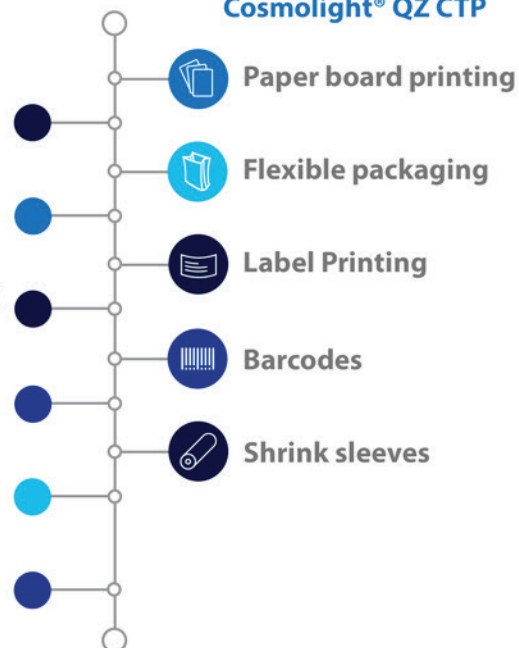 Cosmolight® QZ CTP
Paper board printing
Flexible packaging
Label Printing
Barcodes
Shrink sleeves